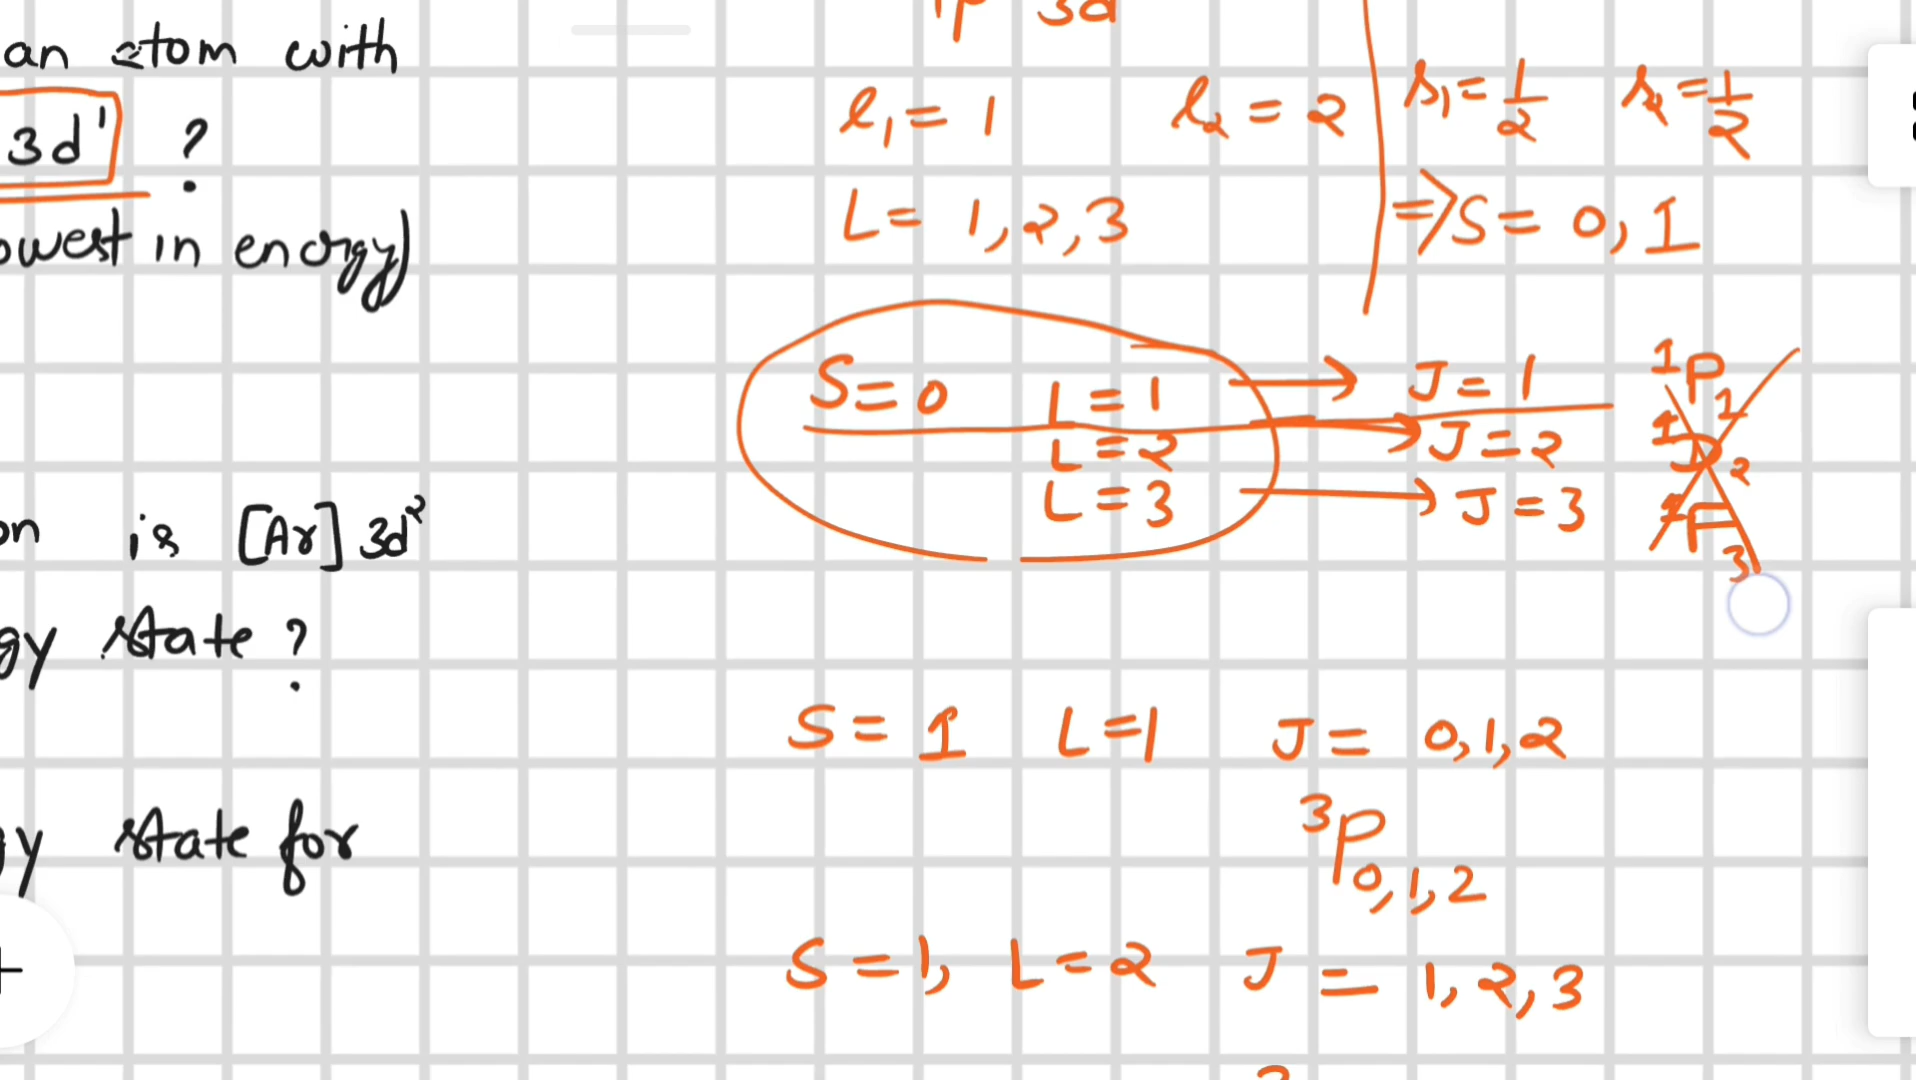 an atom with
3d¹ ?
owest in energy)
on is [Ar] 3d²
gy state ?
gy state for
p 3d
l₁ = 1 l₂ = 2
L = 1, 2, 3
s₁ = 1/2 s₂ = 1/2
=> S = 0, 1
S = 0 L = 1 → J = 1 ¹P₁
L = 2 → J = 2 ¹D₂
L = 3 → J = 3 ¹F₃
S = 1 L = 1 J = 0, 1, 2
³P₀,₁,₂
S = 1, L = 2 J = 1, 2, 3